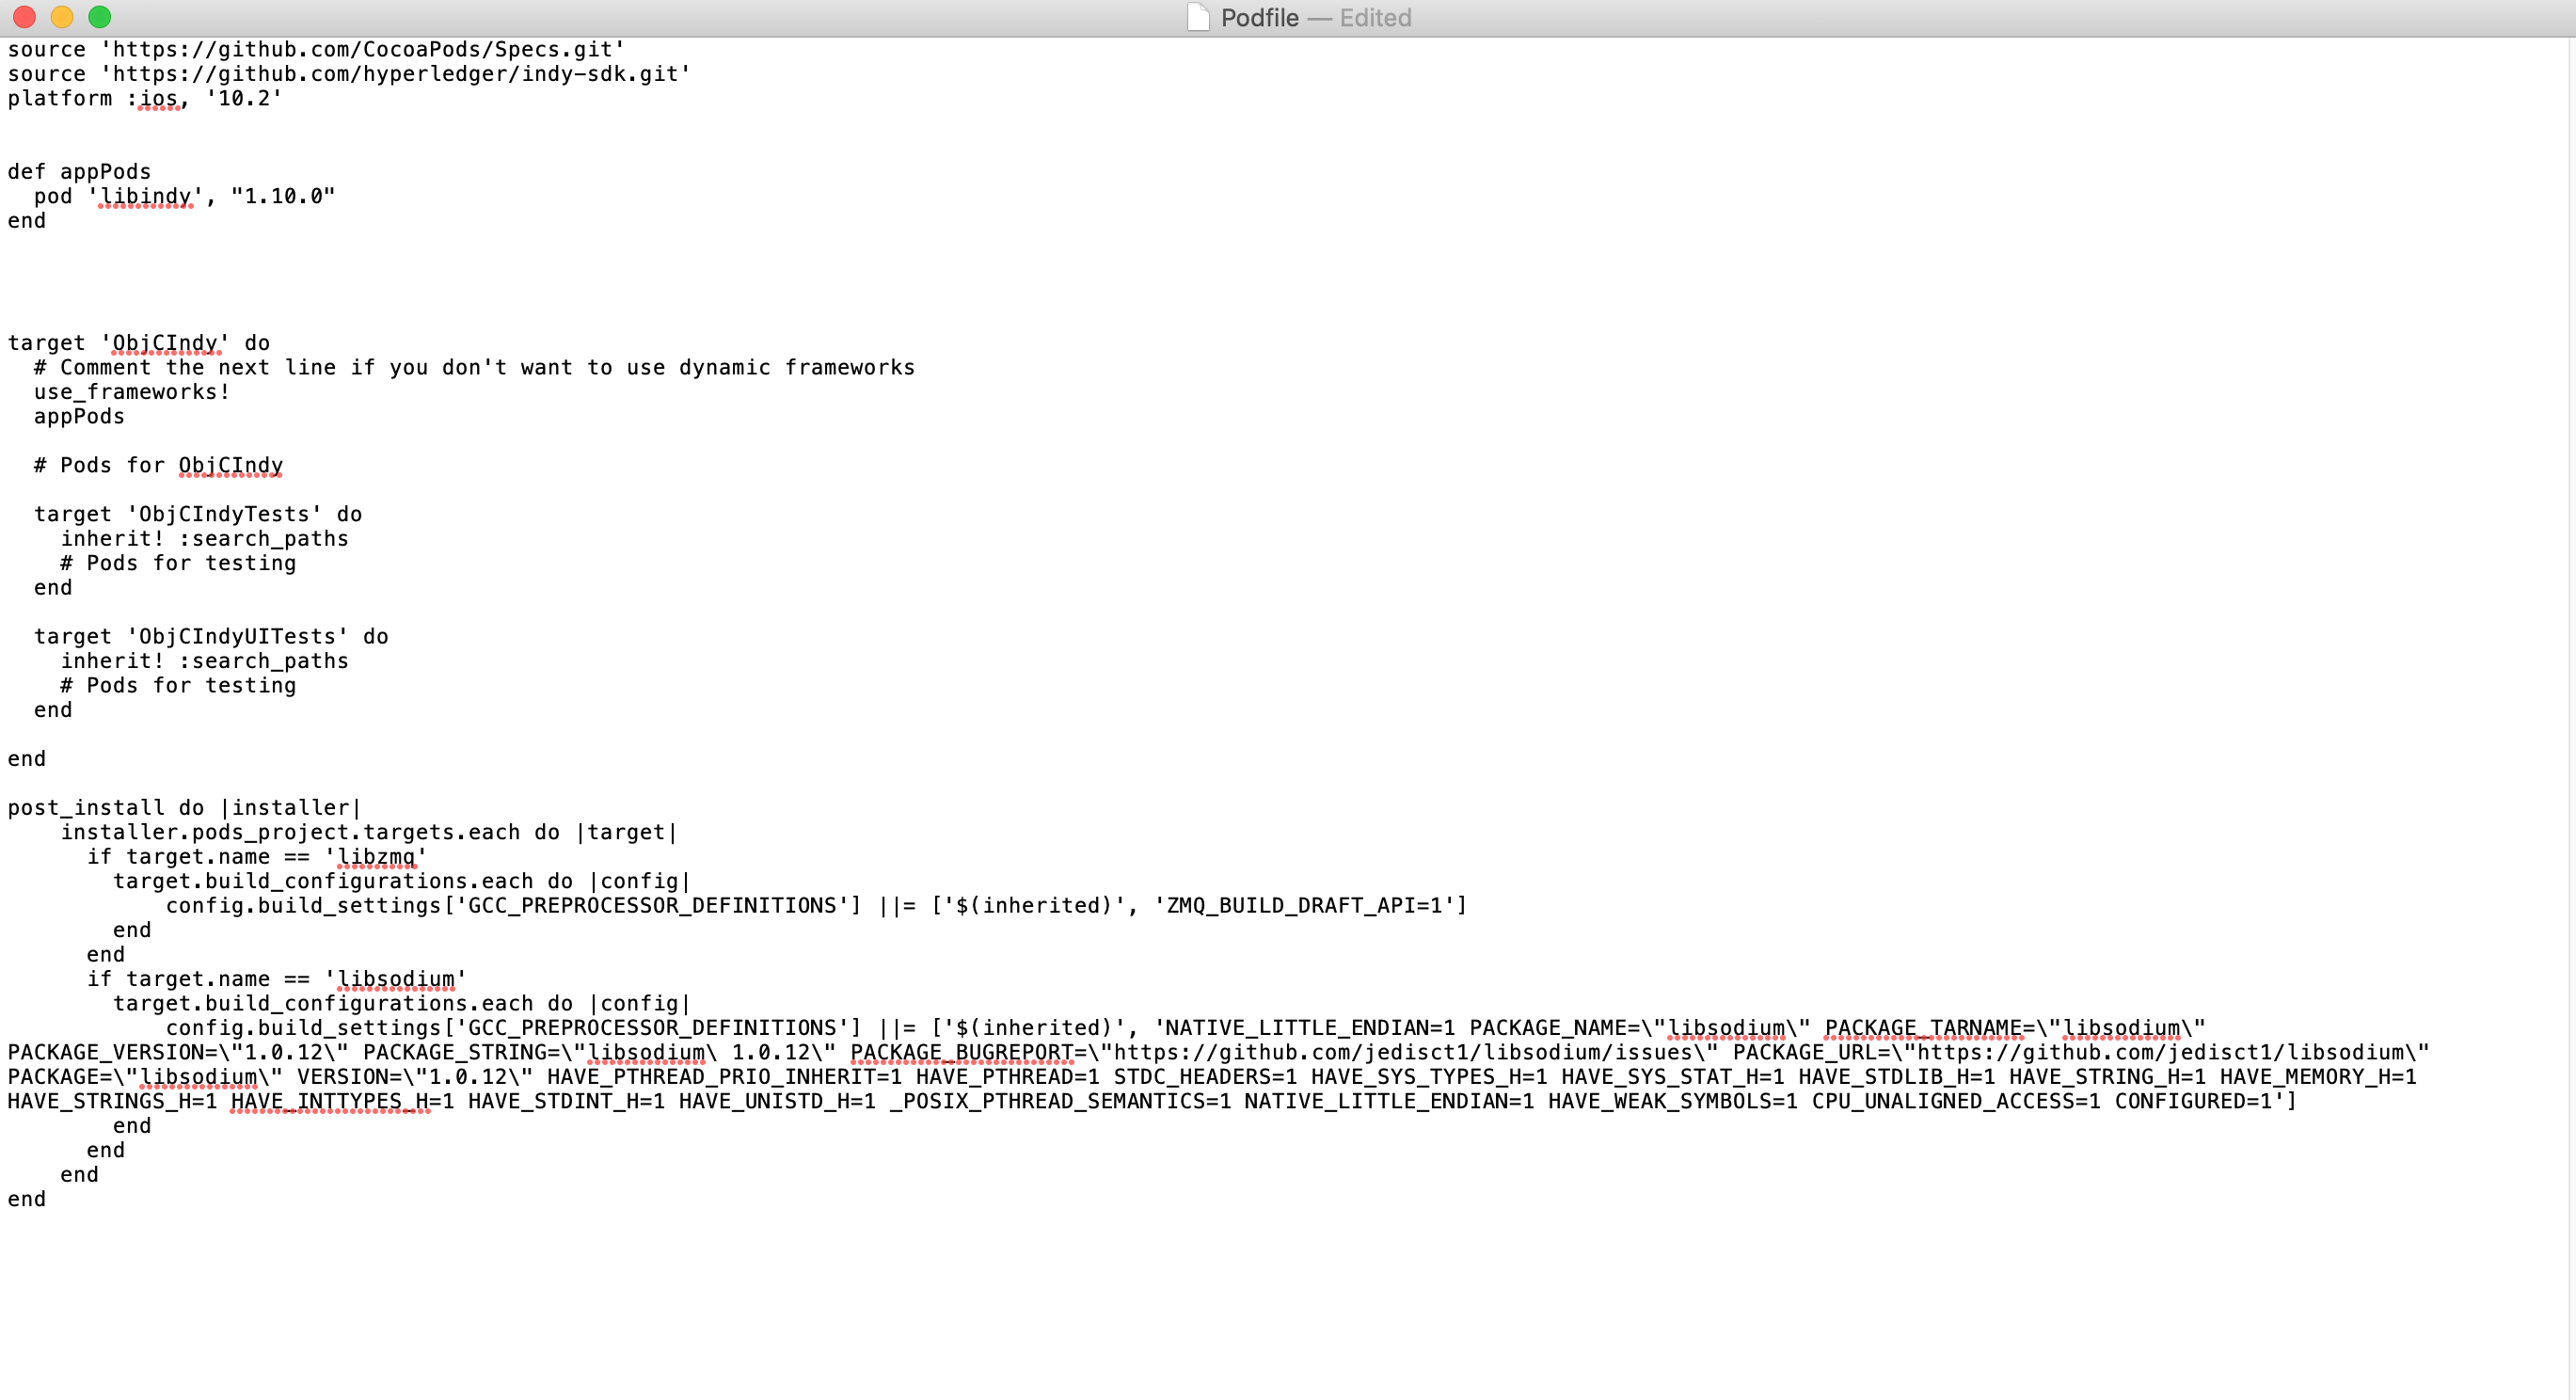 Podfile — Edited
source 'https://github.com/CocoaPods/Specs.git'
source 'https://github.com/hyperledger/indy-sdk.git'
platform :ios, '10.2'
def appPods
  pod 'libindy', "1.10.0"
end
target 'ObjCIndy' do
  # Comment the next line if you don't want to use dynamic frameworks
  use_frameworks!
  appPods
  # Pods for ObjCIndy
  target 'ObjCIndyTests' do
    inherit! :search_paths
    # Pods for testing
  end
  target 'ObjCIndyUITests' do
    inherit! :search_paths
    # Pods for testing
  end
end
post_install do |installer|
    installer.pods_project.targets.each do |target|
      if target.name == 'libzmq'
        target.build_configurations.each do |config|
            config.build_settings['GCC_PREPROCESSOR_DEFINITIONS'] ||= ['$(inherited)', 'ZMQ_BUILD_DRAFT_API=1']
        end
      end
      if target.name == 'libsodium'
        target.build_configurations.each do |config|
            config.build_settings['GCC_PREPROCESSOR_DEFINITIONS'] ||= ['$(inherited)', 'NATIVE_LITTLE_ENDIAN=1 PACKAGE_NAME=\"libsodium\" PACKAGE_TARNAME=\"libsodium\"
PACKAGE_VERSION=\"1.0.12\" PACKAGE_STRING=\"libsodium\ 1.0.12\" PACKAGE_BUGREPORT=\"https://github.com/jedisct1/libsodium/issues\" PACKAGE_URL=\"https://github.com/jedisct1/libsodium\"
PACKAGE=\"libsodium\" VERSION=\"1.0.12\" HAVE_PTHREAD_PRIO_INHERIT=1 HAVE_PTHREAD=1 STDC_HEADERS=1 HAVE_SYS_TYPES_H=1 HAVE_SYS_STAT_H=1 HAVE_STDLIB_H=1 HAVE_STRING_H=1 HAVE_MEMORY_H=1
HAVE_STRINGS_H=1 HAVE_INTTYPES_H=1 HAVE_STDINT_H=1 HAVE_UNISTD_H=1 _POSIX_PTHREAD_SEMANTICS=1 NATIVE_LITTLE_ENDIAN=1 HAVE_WEAK_SYMBOLS=1 CPU_UNALIGNED_ACCESS=1 CONFIGURED=1']
        end
      end
    end
end